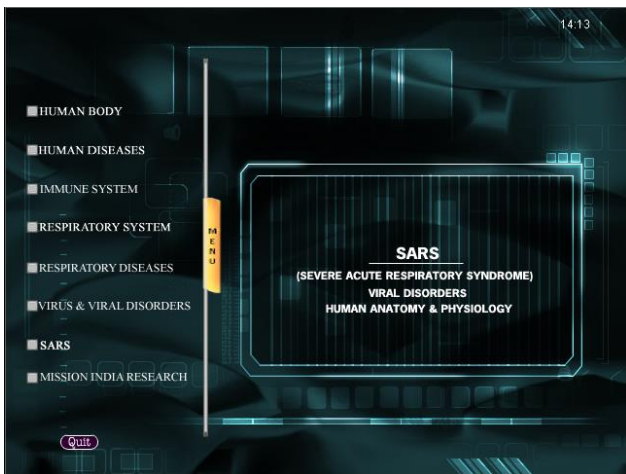 14:13
HUMAN BODY
HUMAN DISEASES
IMMUNE SYSTEM
RESPIRATORY SYSTEM
RESPIRATORY DISEASES
VIRUS & VIRAL DISORDERS
SARS
MISSION INDIA RESEARCH
Quit
MENU
SARS
(SEVERE ACUTE RESPIRATORY SYNDROME)
VIRAL DISORDERS
HUMAN ANATOMY & PHYSIOLOGY